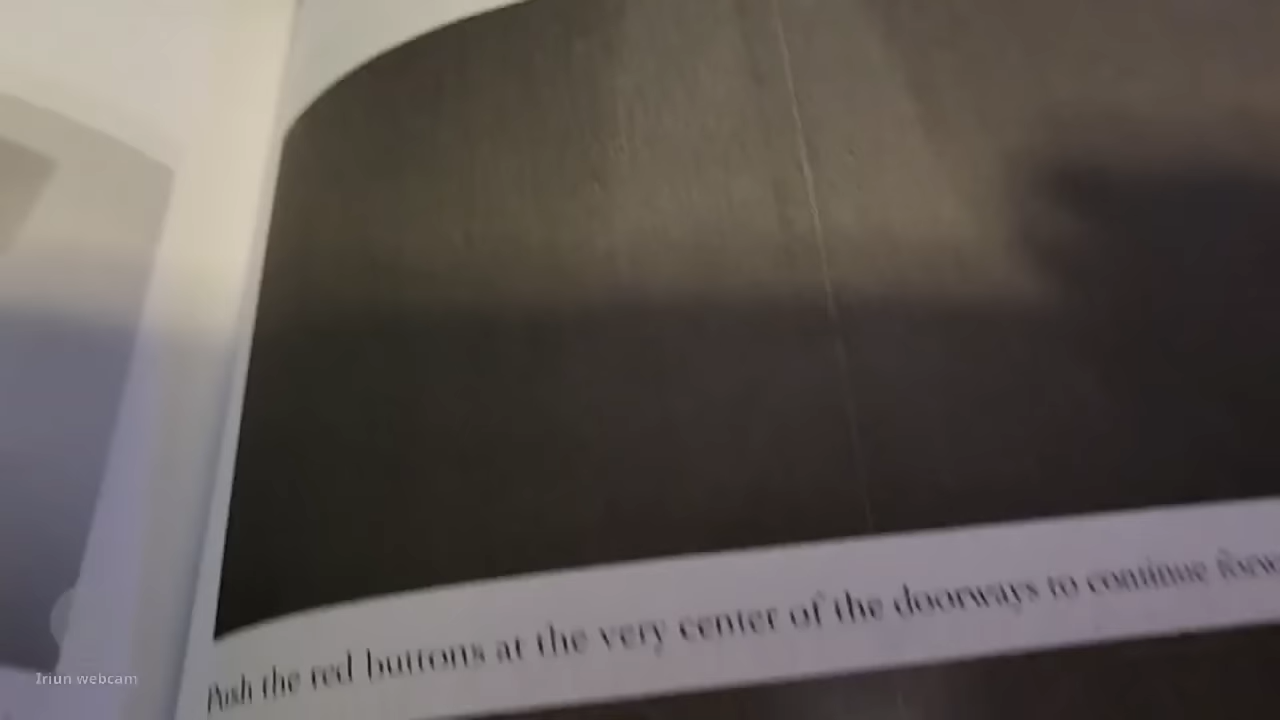 Push the red buttons at the very center of the doorways to continue
Iriun webcam